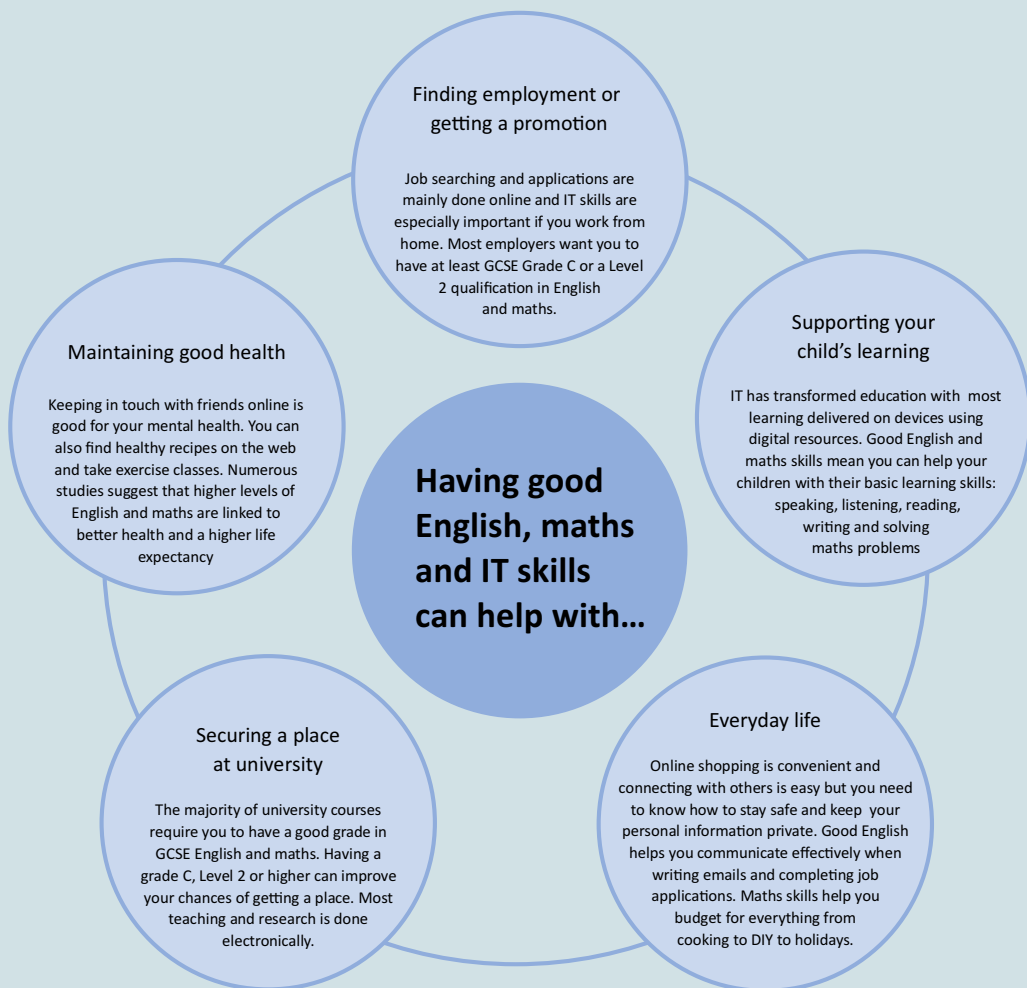 Finding employment or
getting a promotion
Job searching and applications are
mainly done online and IT skills are
especially important if you work from
home. Most employers want you to
have at least GCSE Grade C or a Level
2 qualification in English
and maths.
Supporting your
child's learning
IT has transformed education with most
learning delivered on devices using
digital resources. Good English and
maths skills mean you can help your
children with their basic learning skills:
speaking, listening, reading,
writing and solving
maths problems
Everyday life
Online shopping is convenient and
connecting with others is easy but you need
to know how to stay safe and keep your
personal information private. Good English
helps you communicate effectively when
writing emails and completing job
applications. Maths skills help you
budget for everything from
cooking to DIY to holidays.
Securing a place
at university
The majority of university courses
require you to have a good grade in
GCSE English and maths. Having a
grade C, Level 2 or higher can improve
your chances of getting a place. Most
teaching and research is done
electronically.
Maintaining good health
Keeping in touch with friends online is
good for your mental health. You can
also find healthy recipes on the web
and take exercise classes. Numerous
studies suggest that higher levels of
English and maths are linked to
better health and a higher life
expectancy
Having good
English, maths
and IT skills
can help with…